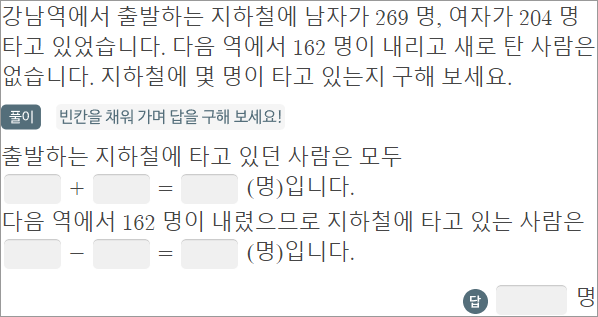 강남역에서 출발하는 지하철에 남자가 269 명, 여자가 204 명
타고 있었습니다. 다음 역에서 162 명이 내리고 새로 탄 사람은
없습니다. 지하철에 몇 명이 타고 있는지 구해 보세요.
풀이 빈칸을 채워 가며 답을 구해 보세요!
출발하는 지하철에 타고 있던 사람은 모두
+ = (명)입니다.
다음 역에서 162 명이 내렸으므로 지하철에 타고 있는 사람은
− = (명)입니다.
답 명